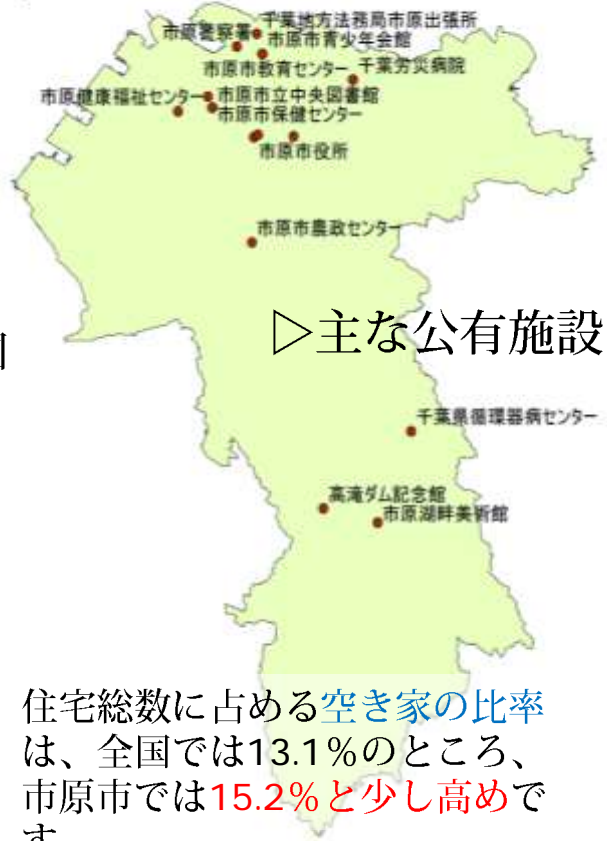 千葉地方法務局市原出張所
市原警察署
市原市青少年会館
市原市教育センター
千葉労災病院
市原健康福祉センター
市原市立中央図書館
市原市保健センター
市原市役所
市原市農政センター
▷主な公有施設
千葉県循環器病センター
高滝ダム記念館
市原湖畔美術館
住宅総数に占める空き家の比率
は、全国では13.1%のところ、
市原市では15.2%と少し高めで
す